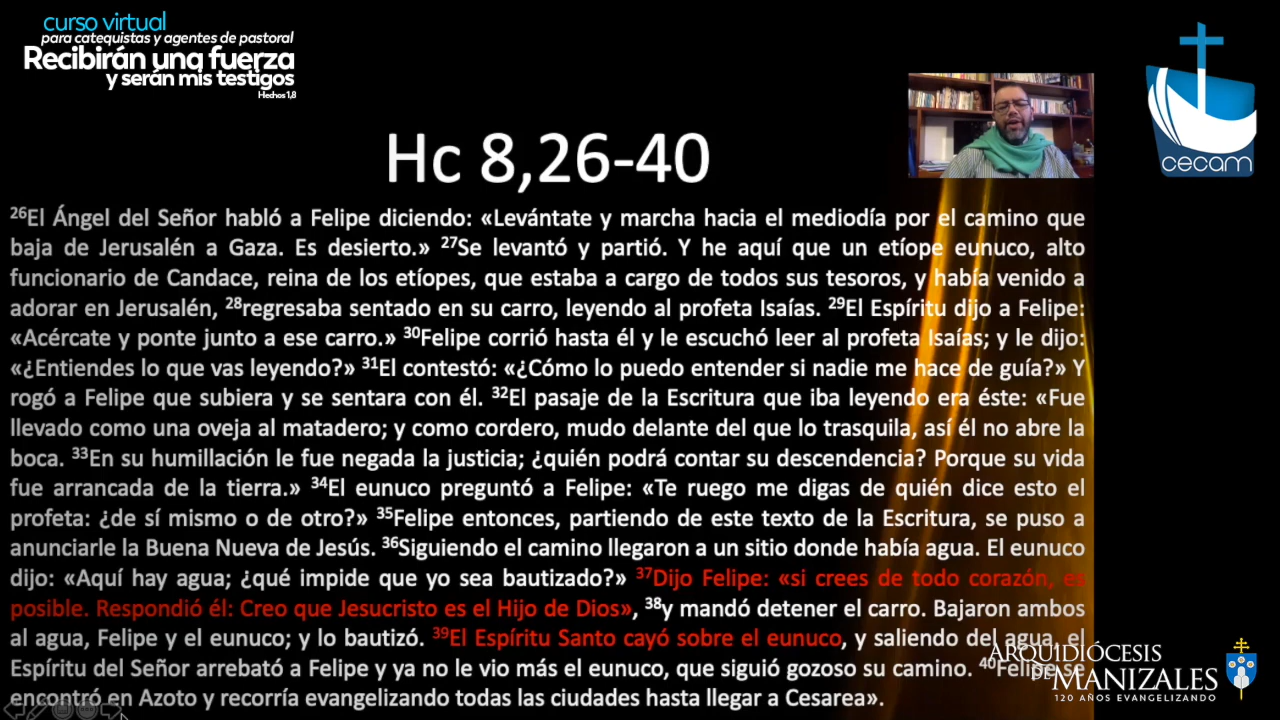 curso virtual
para catequistas y agentes de pastoral
Recibirán una fuerza
y serán mis testigos
Hechos 1,8
cecam
Hc 8,26-40
²⁶El Ángel del Señor habló a Felipe diciendo: «Levántate y marcha hacia el mediodía por el camino que
baja de Jerusalén a Gaza. Es desierto.» ²⁷Se levantó y partió. Y he aquí que un etíope eunuco, alto
funcionario de Candace, reina de los etíopes, que estaba a cargo de todos sus tesoros, y había venido a
adorar en Jerusalén, ²⁸regresaba sentado en su carro, leyendo al profeta Isaías. ²⁹El Espíritu dijo a Felipe:
«Acércate y ponte junto a ese carro.» ³⁰Felipe corrió hasta él y le escuchó leer al profeta Isaías; y le dijo:
«¿Entiendes lo que vas leyendo?» ³¹El contestó: «¿Cómo lo puedo entender si nadie me hace de guía?» Y
rogó a Felipe que subiera y se sentara con él. ³²El pasaje de la Escritura que iba leyendo era éste: «Fue
llevado como una oveja al matadero; y como cordero, mudo delante del que lo trasquila, así él no abre la
boca. ³³En su humillación le fue negada la justicia; ¿quién podrá contar su descendencia? Porque su vida
fue arrancada de la tierra.» ³⁴El eunuco preguntó a Felipe: «Te ruego me digas de quién dice esto el
profeta: ¿de sí mismo o de otro?» ³⁵Felipe entonces, partiendo de este texto de la Escritura, se puso a
anunciarle la Buena Nueva de Jesús. ³⁶Siguiendo el camino llegaron a un sitio donde había agua. El eunuco
dijo: «Aquí hay agua; ¿qué impide que yo sea bautizado?» ³⁷Dijo Felipe: «si crees de todo corazón, es
posible. Respondió él: Creo que Jesucristo es el Hijo de Dios», ³⁸y mandó detener el carro. Bajaron ambos
al agua, Felipe y el eunuco; y lo bautizó. ³⁹El Espíritu Santo cayó sobre el eunuco, y saliendo del agua, el
Espíritu del Señor arrebató a Felipe y ya no le vio más el eunuco, que siguió gozoso su camino. ⁴⁰Felipe se
encontró en Azoto y recorría evangelizando todas las ciudades hasta llegar a Cesarea».
ARQUIDIÓCESIS
DE MANIZALES
120 AÑOS EVANGELIZANDO